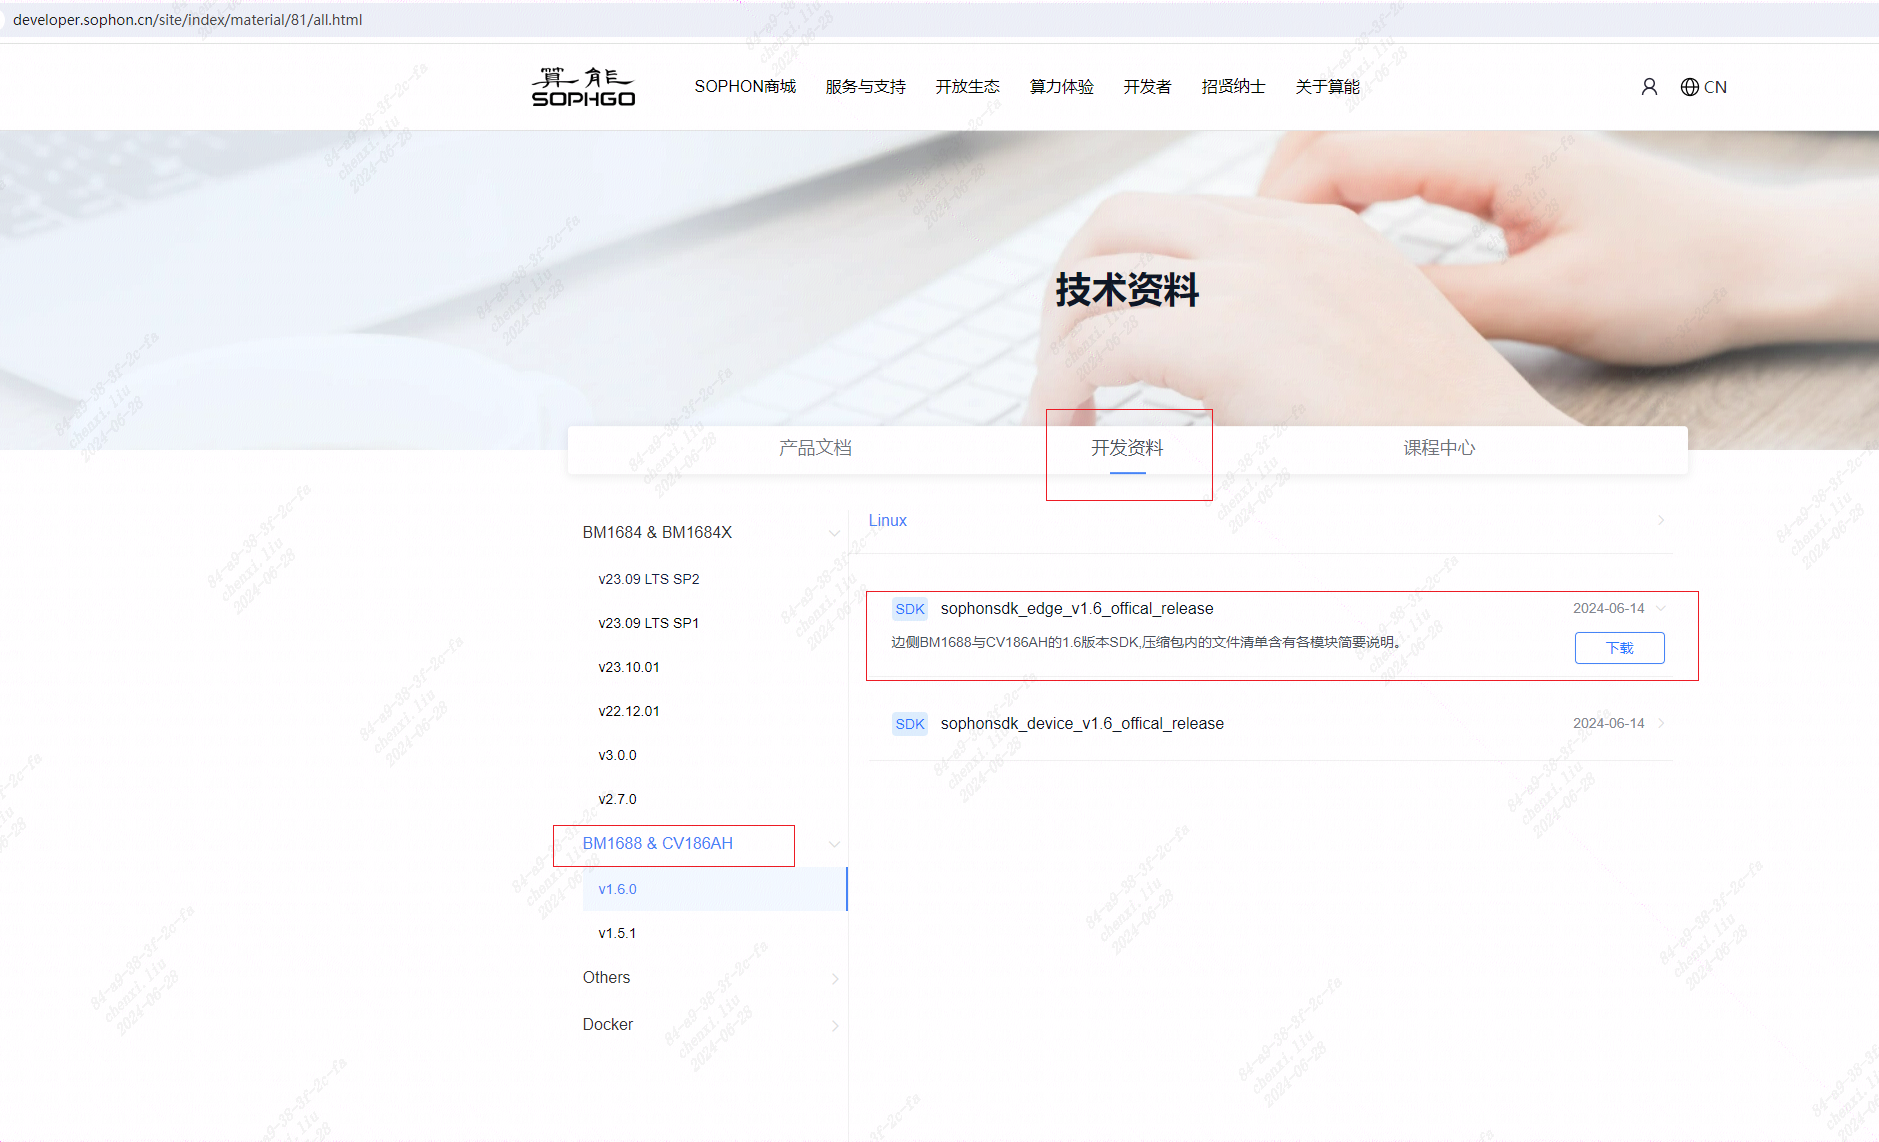 developer.sophon.cn/site/index/material/81/all.html
算能
SOPHGO
SOPHON商城 服务与支持 开放生态 算力体验 开发者 招贤纳士 关于算能 CN
技术资料
产品文档 开发资料 课程中心
BM1684 & BM1684X
v23.09 LTS SP2
v23.09 LTS SP1
v23.10.01
v22.12.01
v3.0.0
v2.7.0
BM1688 & CV186AH
v1.6.0
v1.5.1
Others
Docker
Linux
SDK sophonsdk_edge_v1.6_offical_release 2024-06-14
边侧BM1688与CV186AH的1.6版本SDK,压缩包内的文件清单含有各模块简要说明。
下载
SDK sophonsdk_device_v1.6_offical_release 2024-06-14
84-a9-38-3f-2c-fa
chenxi.liu
2024-06-28